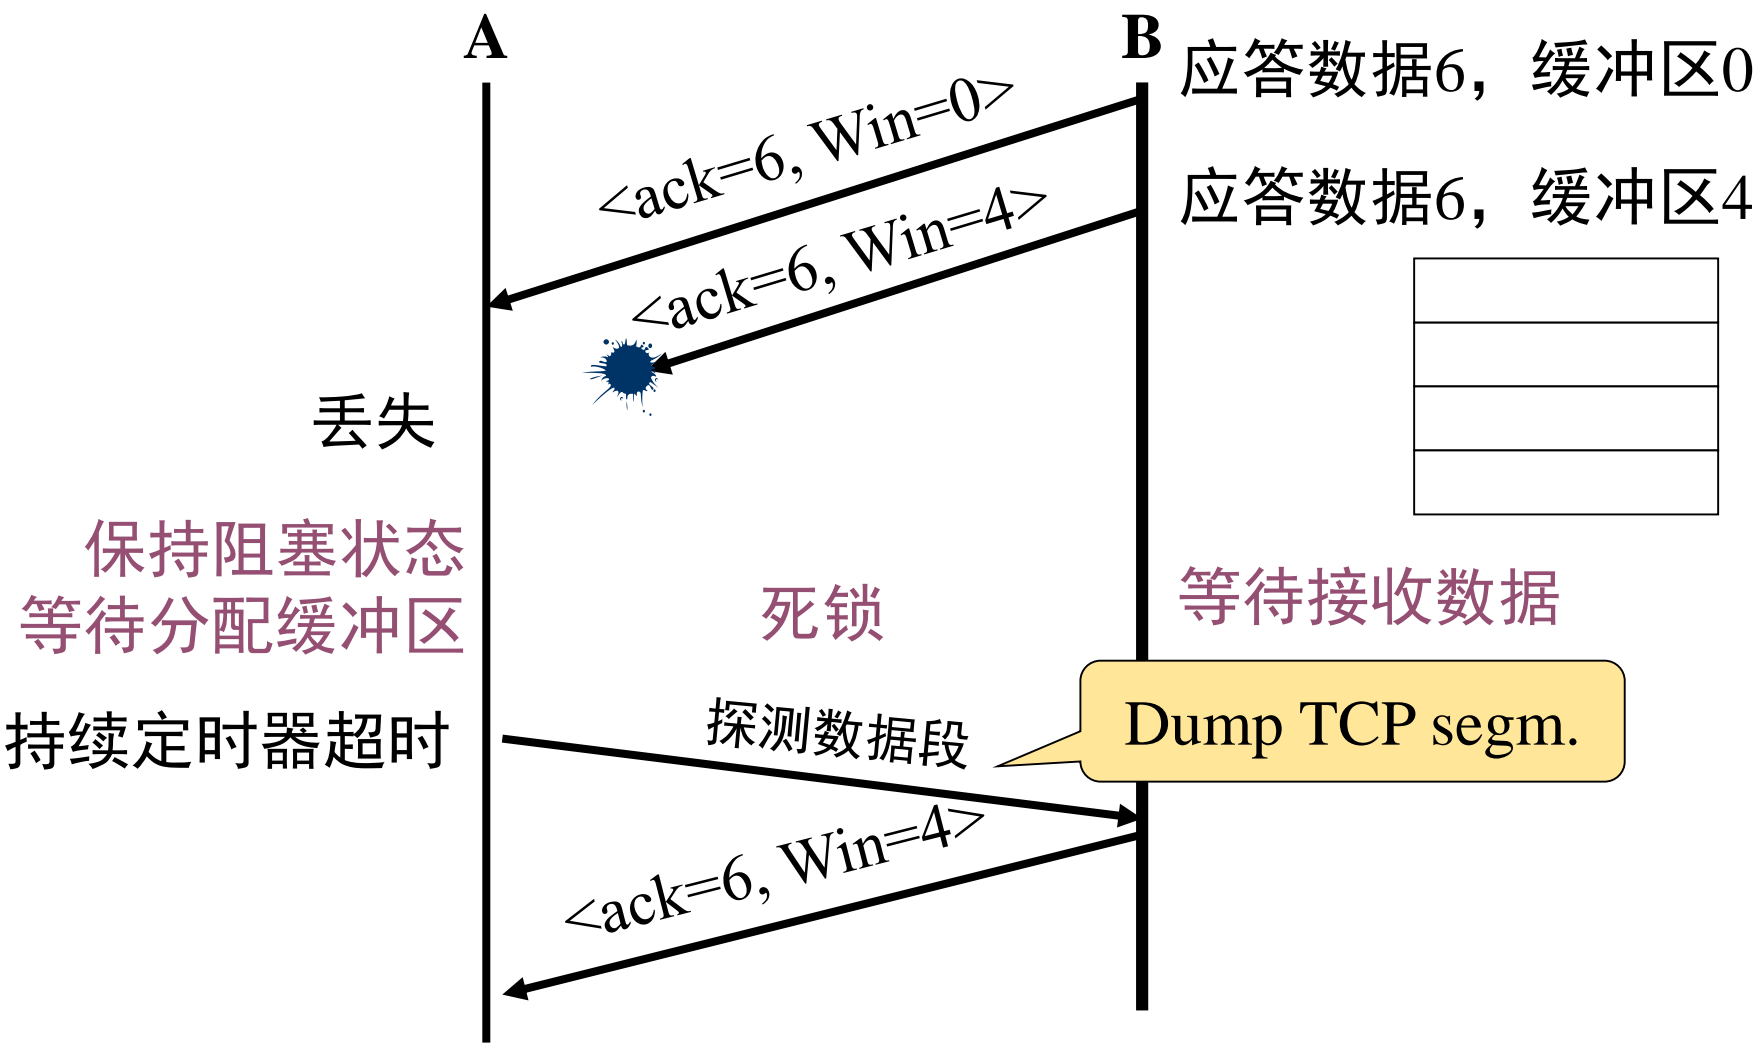 A
B
应答数据6，缓冲区0
<ack=6, Win=0>
应答数据6，缓冲区4
<ack=6, Win=4>
丢失
保持阻塞状态
等待分配缓冲区
死锁
等待接收数据
持续定时器超时
探测数据段
Dump TCP segm.
<ack=6, Win=4>